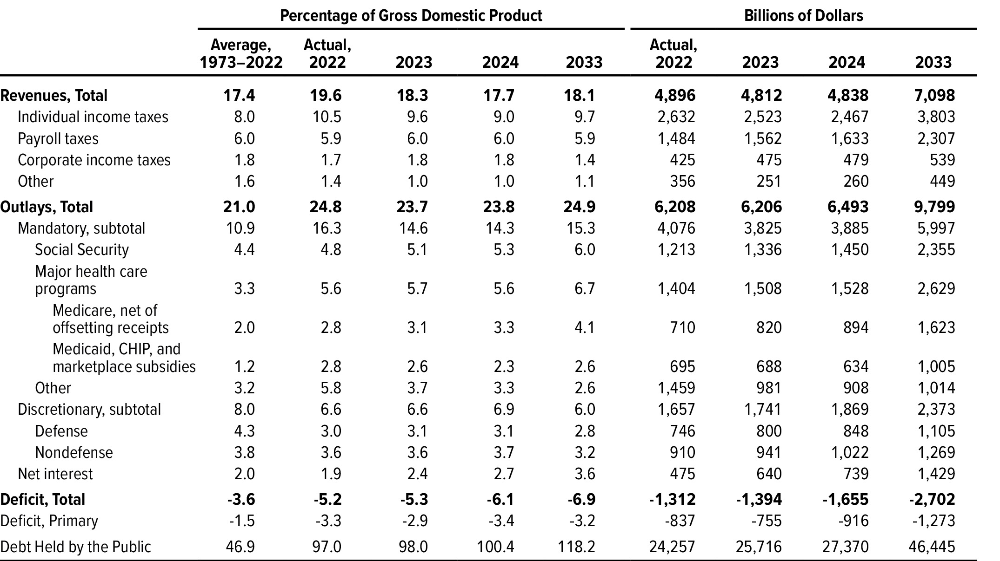 Percentage of Gross Domestic Product Billions of Dollars
Average, Actual, Actual,
1973–2022 2022 2023 2024 2033 2022 2023 2024 2033
Revenues, Total 17.4 19.6 18.3 17.7 18.1 4,896 4,812 4,838 7,098
Individual income taxes 8.0 10.5 9.6 9.0 9.7 2,632 2,523 2,467 3,803
Payroll taxes 6.0 5.9 6.0 6.0 5.9 1,484 1,562 1,633 2,307
Corporate income taxes 1.8 1.7 1.8 1.8 1.4 425 475 479 539
Other 1.6 1.4 1.0 1.0 1.1 356 251 260 449
Outlays, Total 21.0 24.8 23.7 23.8 24.9 6,208 6,206 6,493 9,799
Mandatory, subtotal 10.9 16.3 14.6 14.3 15.3 4,076 3,825 3,885 5,997
Social Security 4.4 4.8 5.1 5.3 6.0 1,213 1,336 1,450 2,355
Major health care
programs 3.3 5.6 5.7 5.6 6.7 1,404 1,508 1,528 2,629
Medicare, net of
offsetting receipts 2.0 2.8 3.1 3.3 4.1 710 820 894 1,623
Medicaid, CHIP, and
marketplace subsidies 1.2 2.8 2.6 2.3 2.6 695 688 634 1,005
Other 3.2 5.8 3.7 3.3 2.6 1,459 981 908 1,014
Discretionary, subtotal 8.0 6.6 6.6 6.9 6.0 1,657 1,741 1,869 2,373
Defense 4.3 3.0 3.1 3.1 2.8 746 800 848 1,105
Nondefense 3.8 3.6 3.6 3.7 3.2 910 941 1,022 1,269
Net interest 2.0 1.9 2.4 2.7 3.6 475 640 739 1,429
Deficit, Total -3.6 -5.2 -5.3 -6.1 -6.9 -1,312 -1,394 -1,655 -2,702
Deficit, Primary -1.5 -3.3 -2.9 -3.4 -3.2 -837 -755 -916 -1,273
Debt Held by the Public 46.9 97.0 98.0 100.4 118.2 24,257 25,716 27,370 46,445